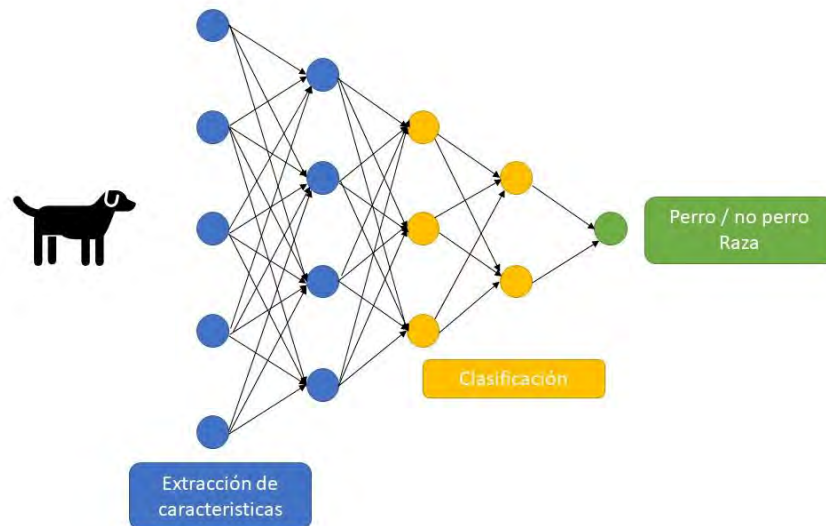 Perro / no perro
Raza
Clasificación
Extracción de
caracteristicas